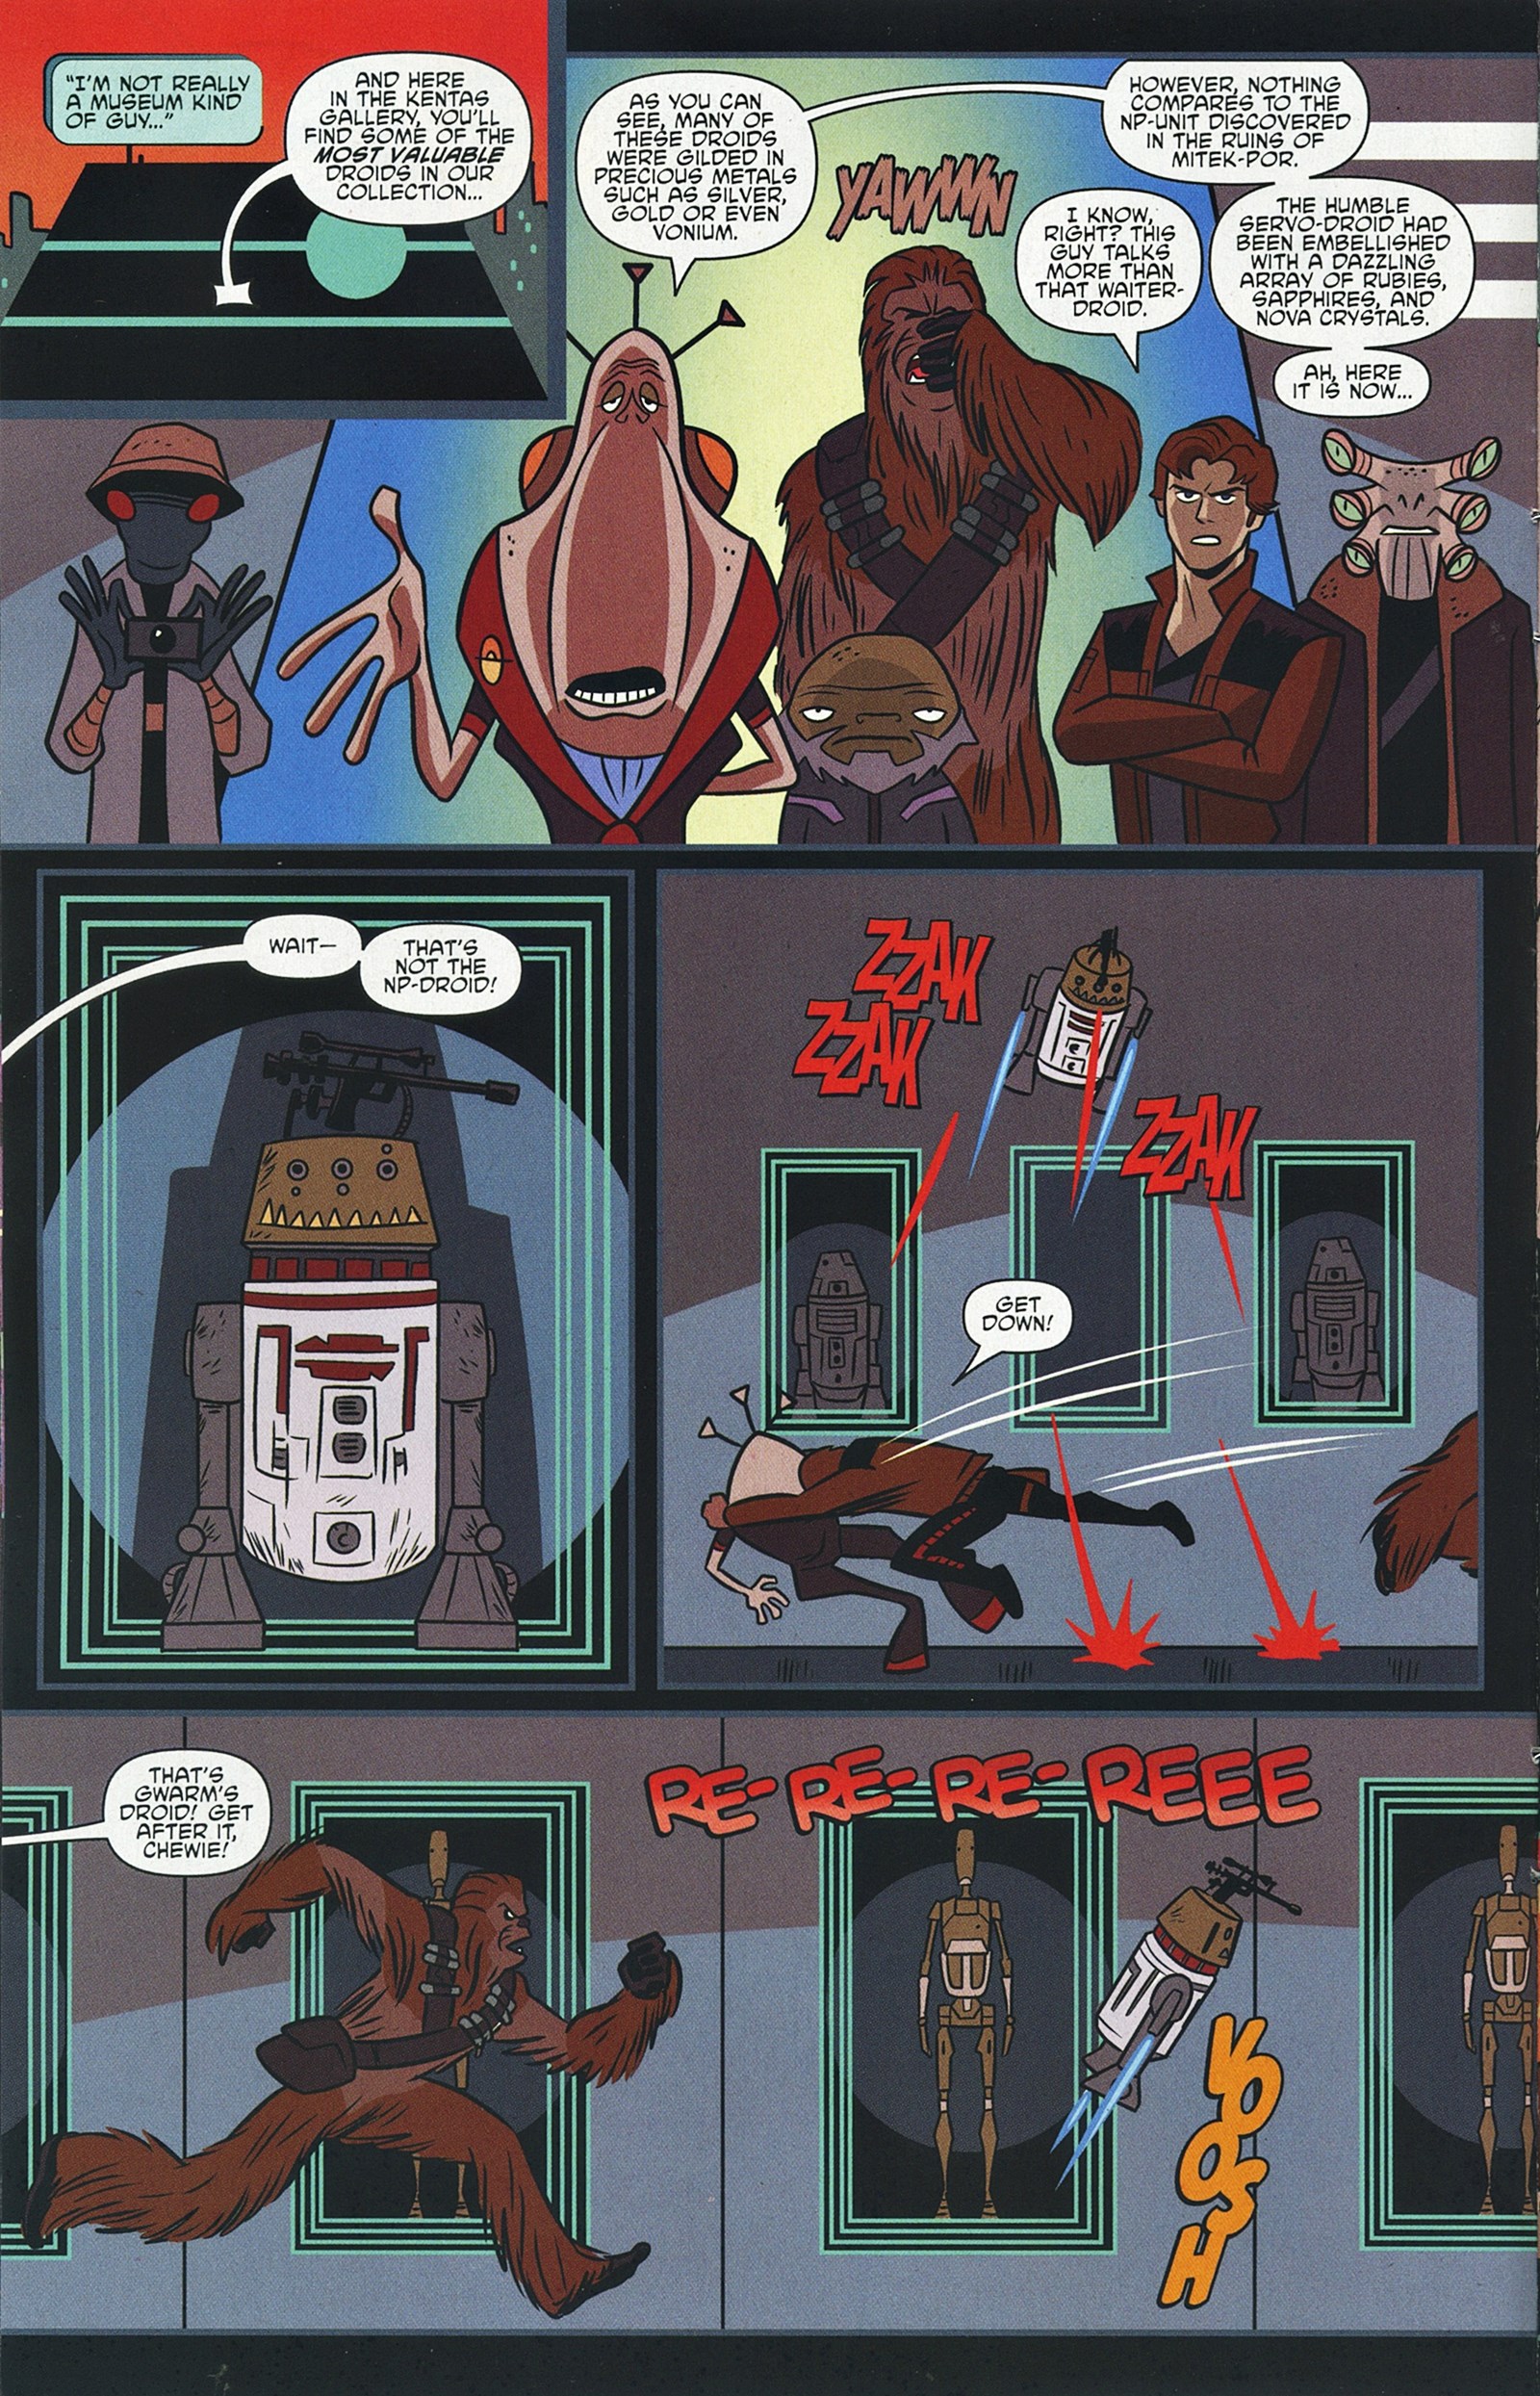 "I'M NOT REALLY
A MUSEUM KIND
OF GUY..."
AND HERE
IN THE KENTAS
GALLERY, YOU'LL
FIND SOME OF THE
MOST VALUABLE
DROIDS IN OUR
COLLECTION...
AS YOU CAN
SEE, MANY OF
THESE DROIDS
WERE GILDED IN
PRECIOUS METALS
SUCH AS SILVER,
GOLD OR EVEN
VONIUM.
YAWWN
HOWEVER, NOTHING
COMPARES TO THE
NP-UNIT DISCOVERED
IN THE RUINS OF
MITEK-POR.
I KNOW,
RIGHT? THIS
GUY TALKS
MORE THAN
THAT WAITER-
DROID.
THE HUMBLE
SERVO-DROID HAD
BEEN EMBELLISHED
WITH A DAZZLING
ARRAY OF RUBIES,
SAPPHIRES, AND
NOVA CRYSTALS.
AH, HERE
IT IS NOW...
WAIT—
THAT'S
NOT THE
NP-DROID!
ZZAK
ZZAK
ZZAK
GET
DOWN!
THAT'S
GWARM'S
DROID! GET
AFTER IT,
CHEWIE!
RE-RE-RE-REEE
VOOSH